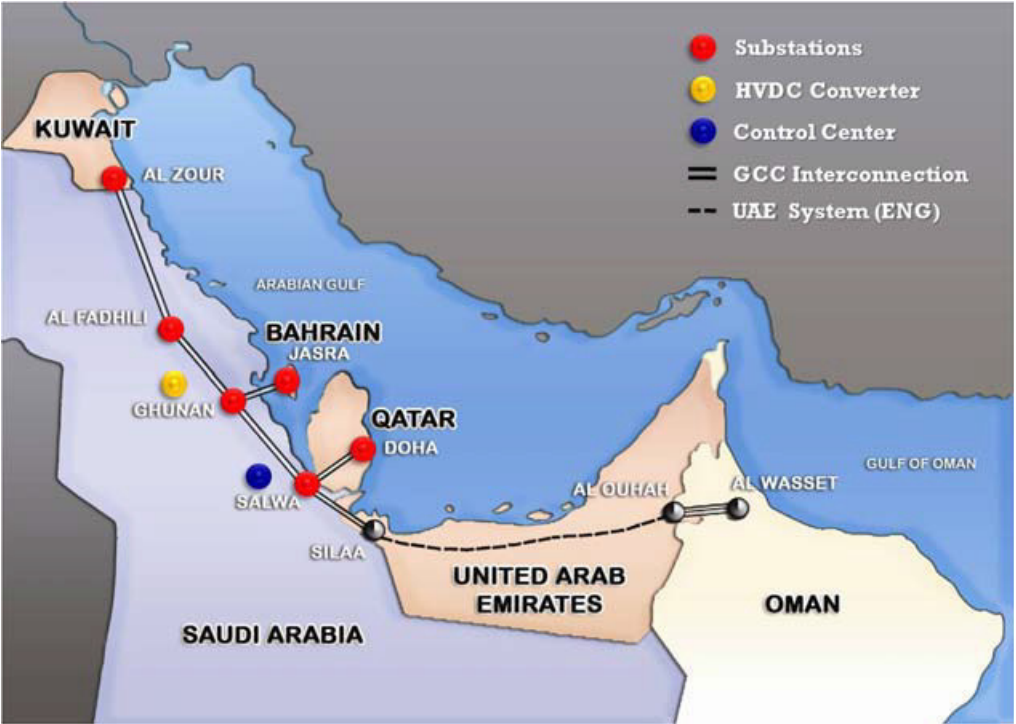 Substations
HVDC Converter
Control Center
GCC Interconnection
UAE System (ENG)
KUWAIT
AL ZOUR
ARABIAN GULF
AL FADHILI
BAHRAIN
JASRA
GHUNAN
QATAR
DOHA
GULF OF OMAN
SALWA
AL OUHAH
AL WASSET
SILAA
UNITED ARAB
EMIRATES
OMAN
SAUDI ARABIA